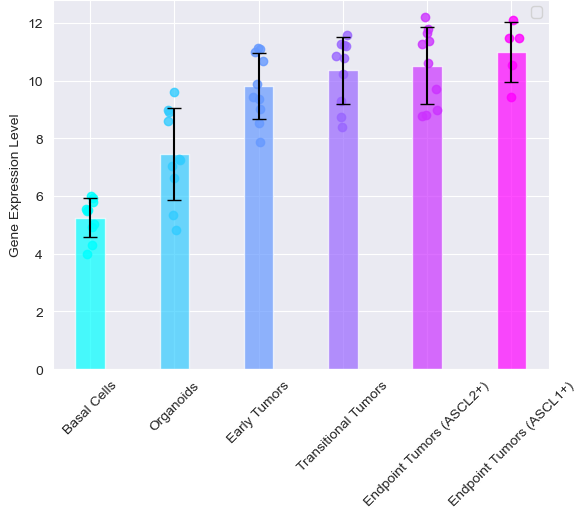 Gene Expression Level
12
10
8
6
4
2
0
Basal Cells
Organoids
Early Tumors
Transitional Tumors
Endpoint Tumors (ASCL2+)
Endpoint Tumors (ASCL1+)